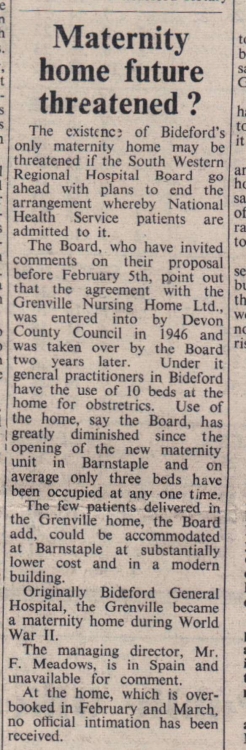 Maternity
home future
threatened ?
The existcnc? of Bideford's
only maternity home may be
threatened if the South Western
Regional Hospital Board go
ahead with plans to end the
arrangement whereby National
Health Service patients are
admitted to it.
The Board, who have invited
comments on their proposal
before February 5th, point out
that the agreement with the
Grenville Nursing Home Ltd.,
was entered into by Devon
County Council in 1946 and
was taken over by the Board
two years later. Under it
general practitioners in Bideford
have the use of 10 beds at the
home for obstretrics. Use of
the home, say the Board, has
greatly diminished since the
opening of the new maternity
unit in Barnstaple and on
average only three beds have
been occupied at any one time.
The few patients delivered in
the Grenville home, the Board
add, could be accommodated
at Barnstaple at substantially
lower cost and in a modern
building.
Originally Bideford General
Hospital, the Grenville became
a maternity home during World
War II.
The managing director, Mr.
F. Meadows, is in Spain and
unavailable for comment.
At the home, which is over-
booked in February and March,
no official intimation has been
received.